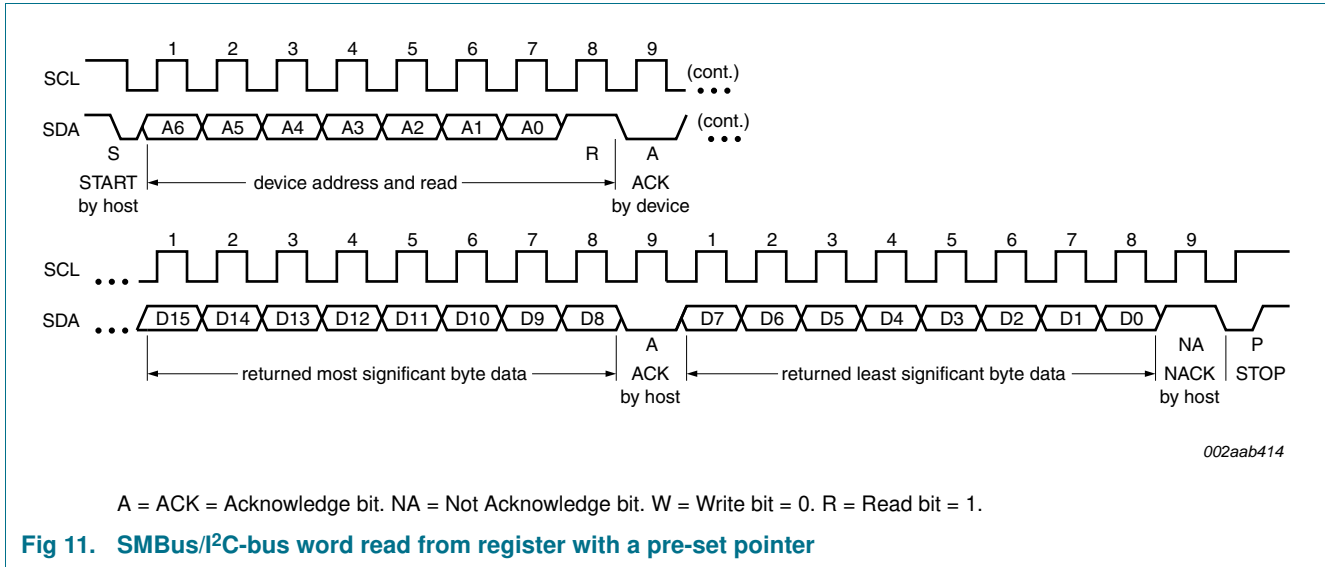 1 2 3 4 5 6 7 8 9
SCL (cont.)
SDA A6 A5 A4 A3 A2 A1 A0 (cont.)
S R A
START device address and read ACK
by host by device
1 2 3 4 5 6 7 8 9 1 2 3 4 5 6 7 8 9
SCL
SDA D15 D14 D13 D12 D11 D10 D9 D8 D7 D6 D5 D4 D3 D2 D1 D0
A NA P
returned most significant byte data ACK returned least significant byte data NACK STOP
by host by host
002aab414
A = ACK = Acknowledge bit. NA = Not Acknowledge bit. W = Write bit = 0. R = Read bit = 1.
Fig 11. SMBus/I²C-bus word read from register with a pre-set pointer